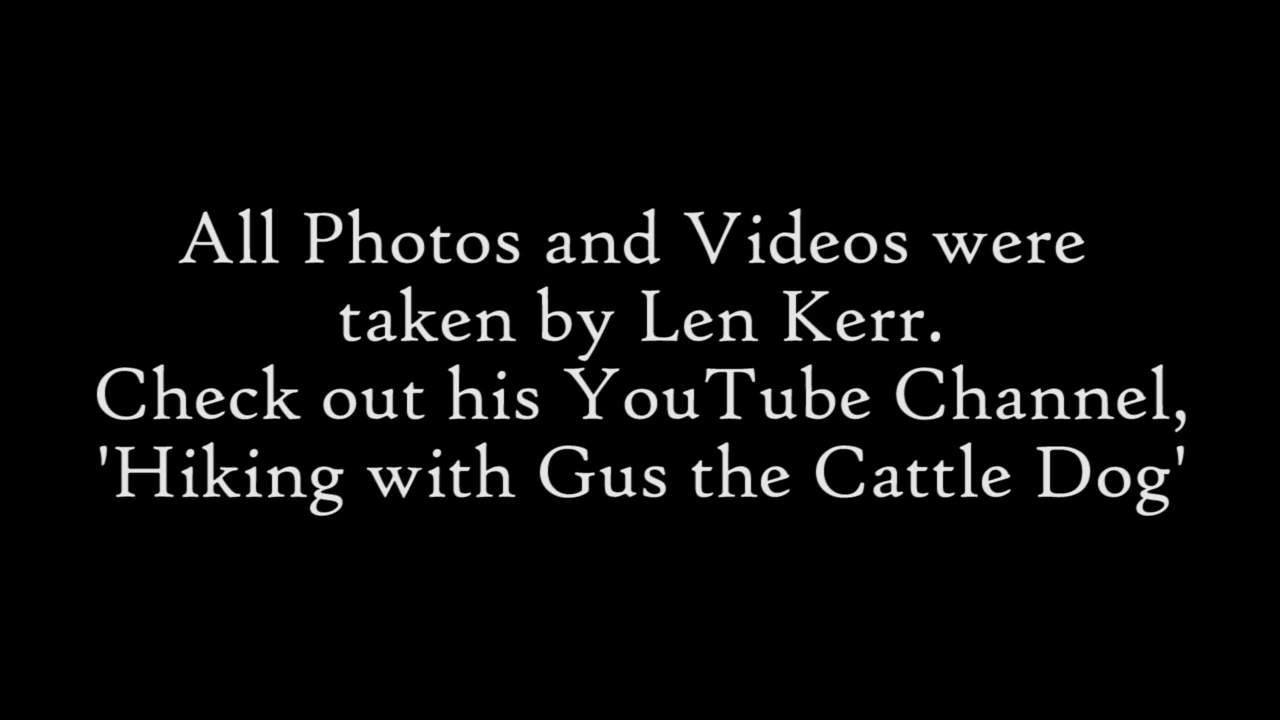 All Photos and Videos were
taken by Len Kerr.
Check out his YouTube Channel,
'Hiking with Gus the Cattle Dog'